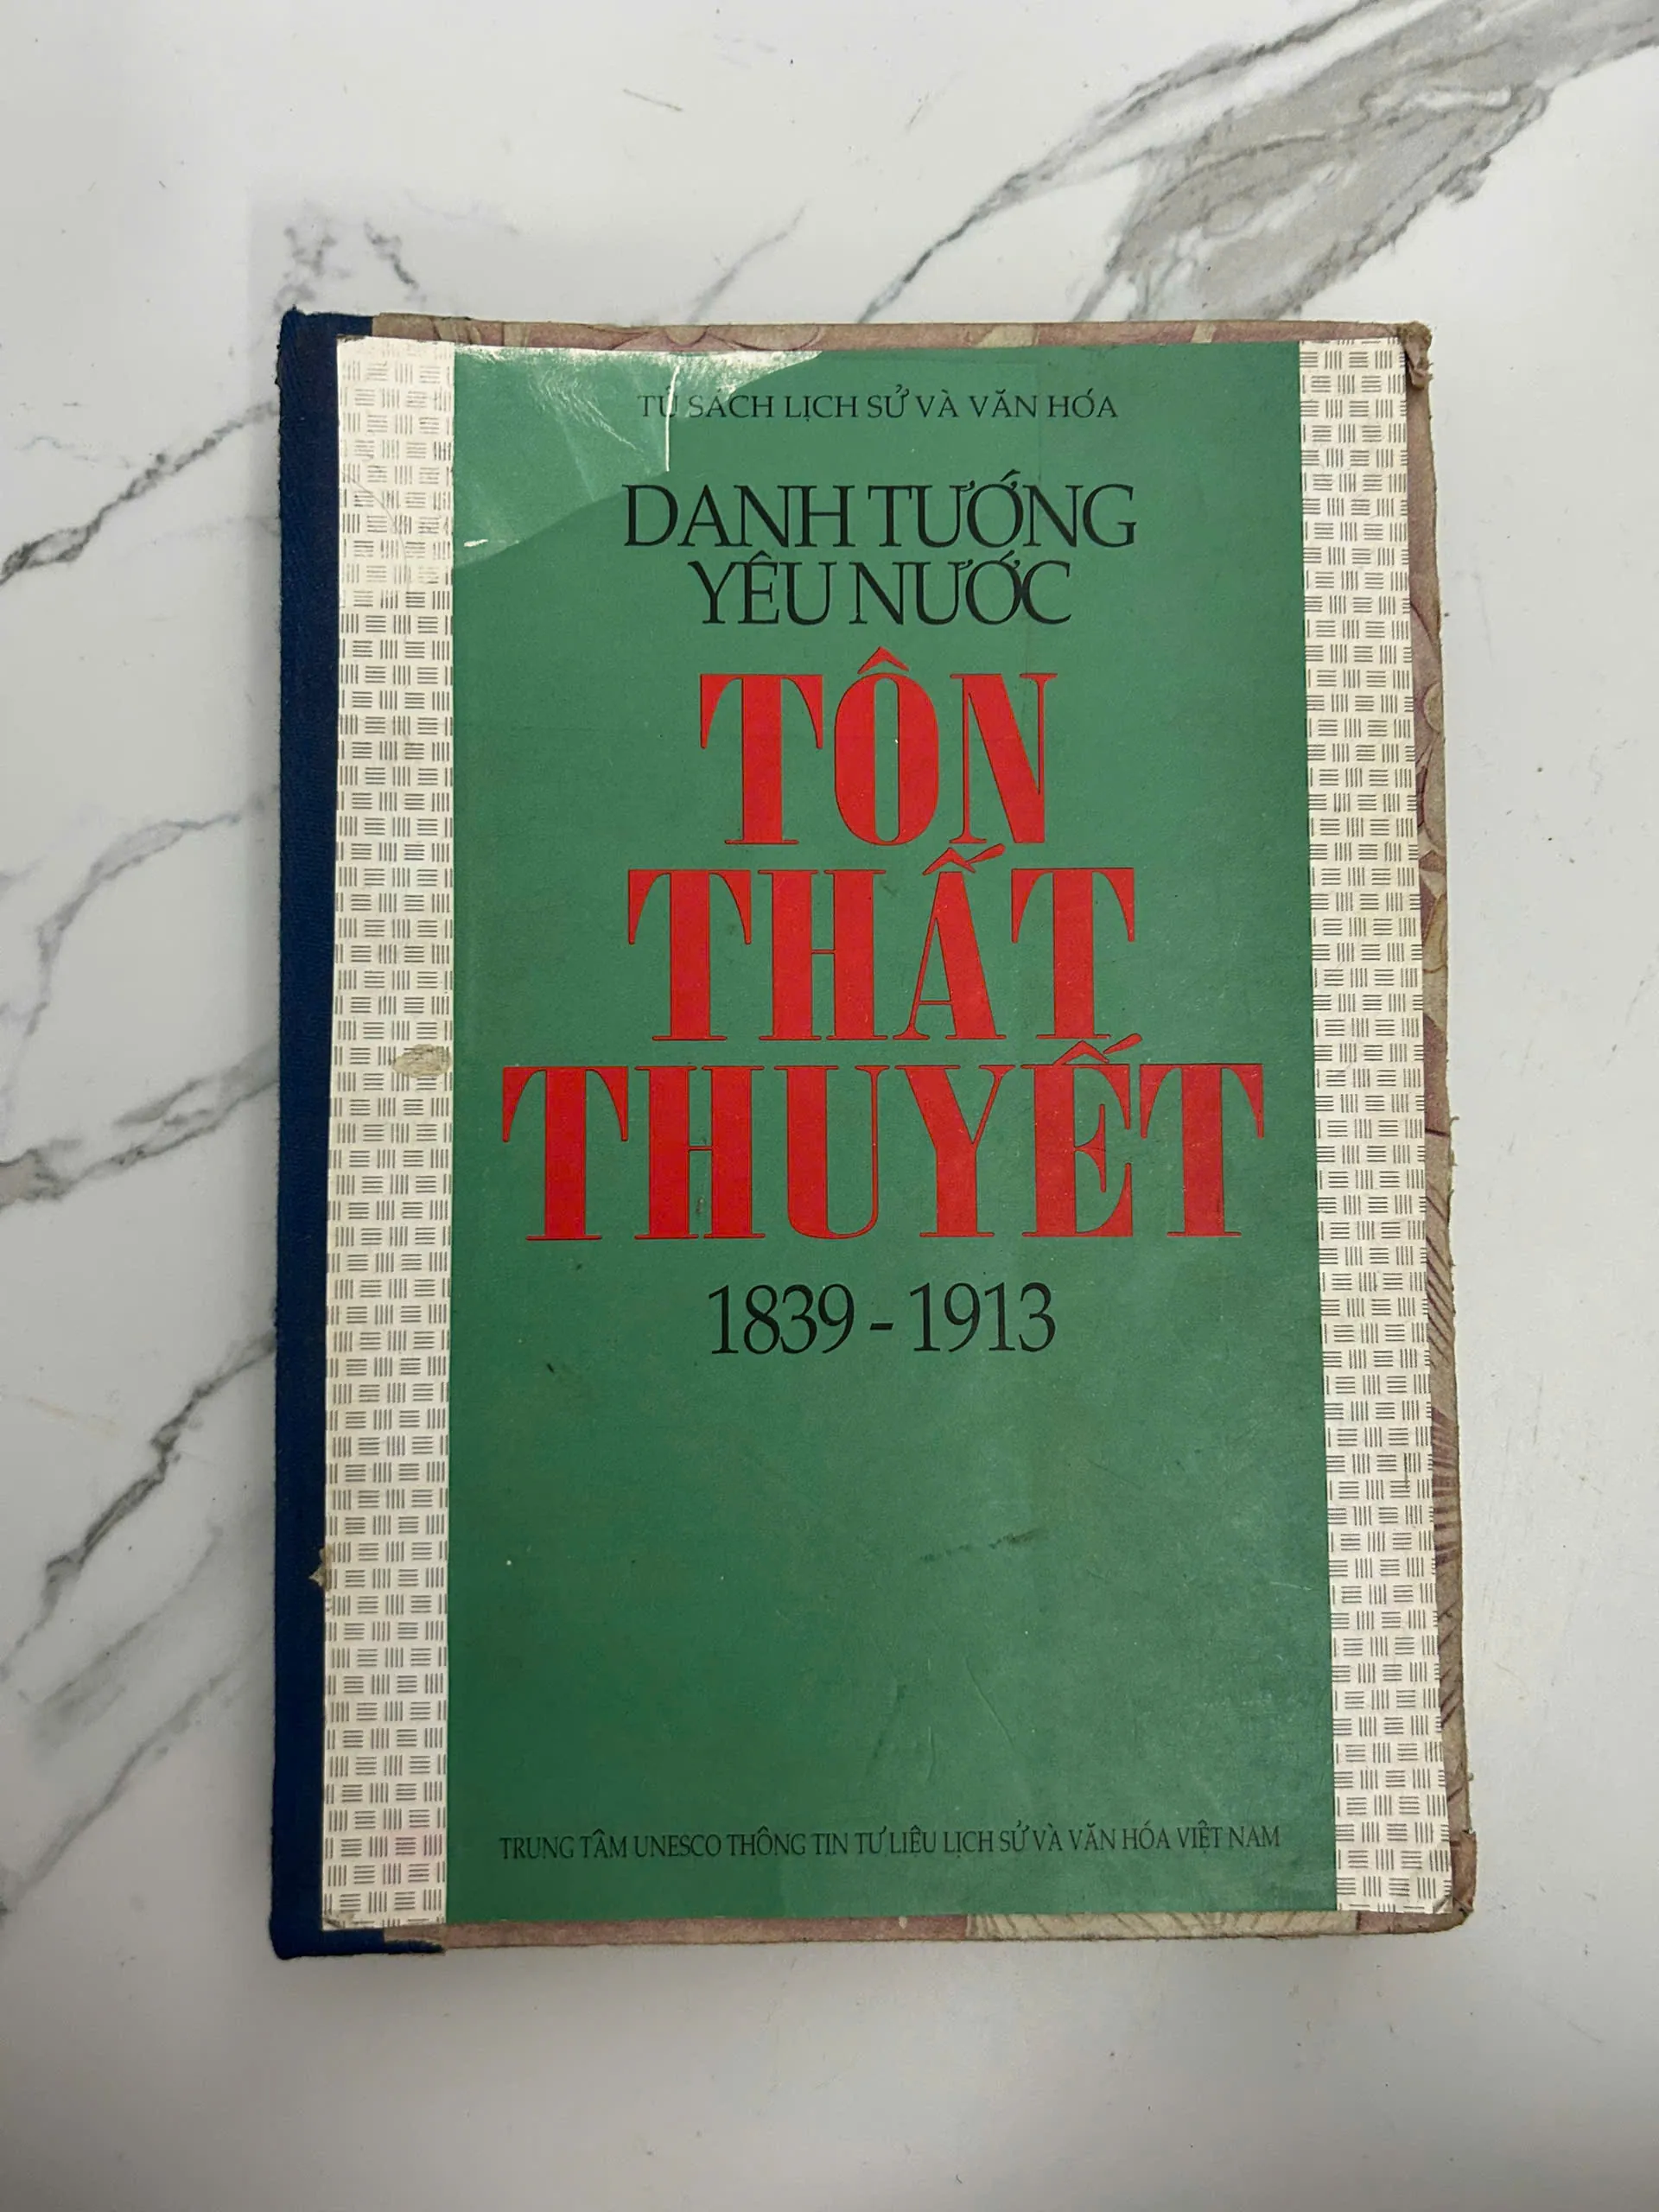 TỦ SÁCH LỊCH SỬ VÀ VĂN HÓA
DANH TƯỚNG
YÊU NƯỚC
TÔN
THẤT
THUYẾT
1839 - 1913
TRUNG TÂM UNESCO THÔNG TIN TƯ LIỆU LỊCH SỬ VÀ VĂN HÓA VIỆT NAM